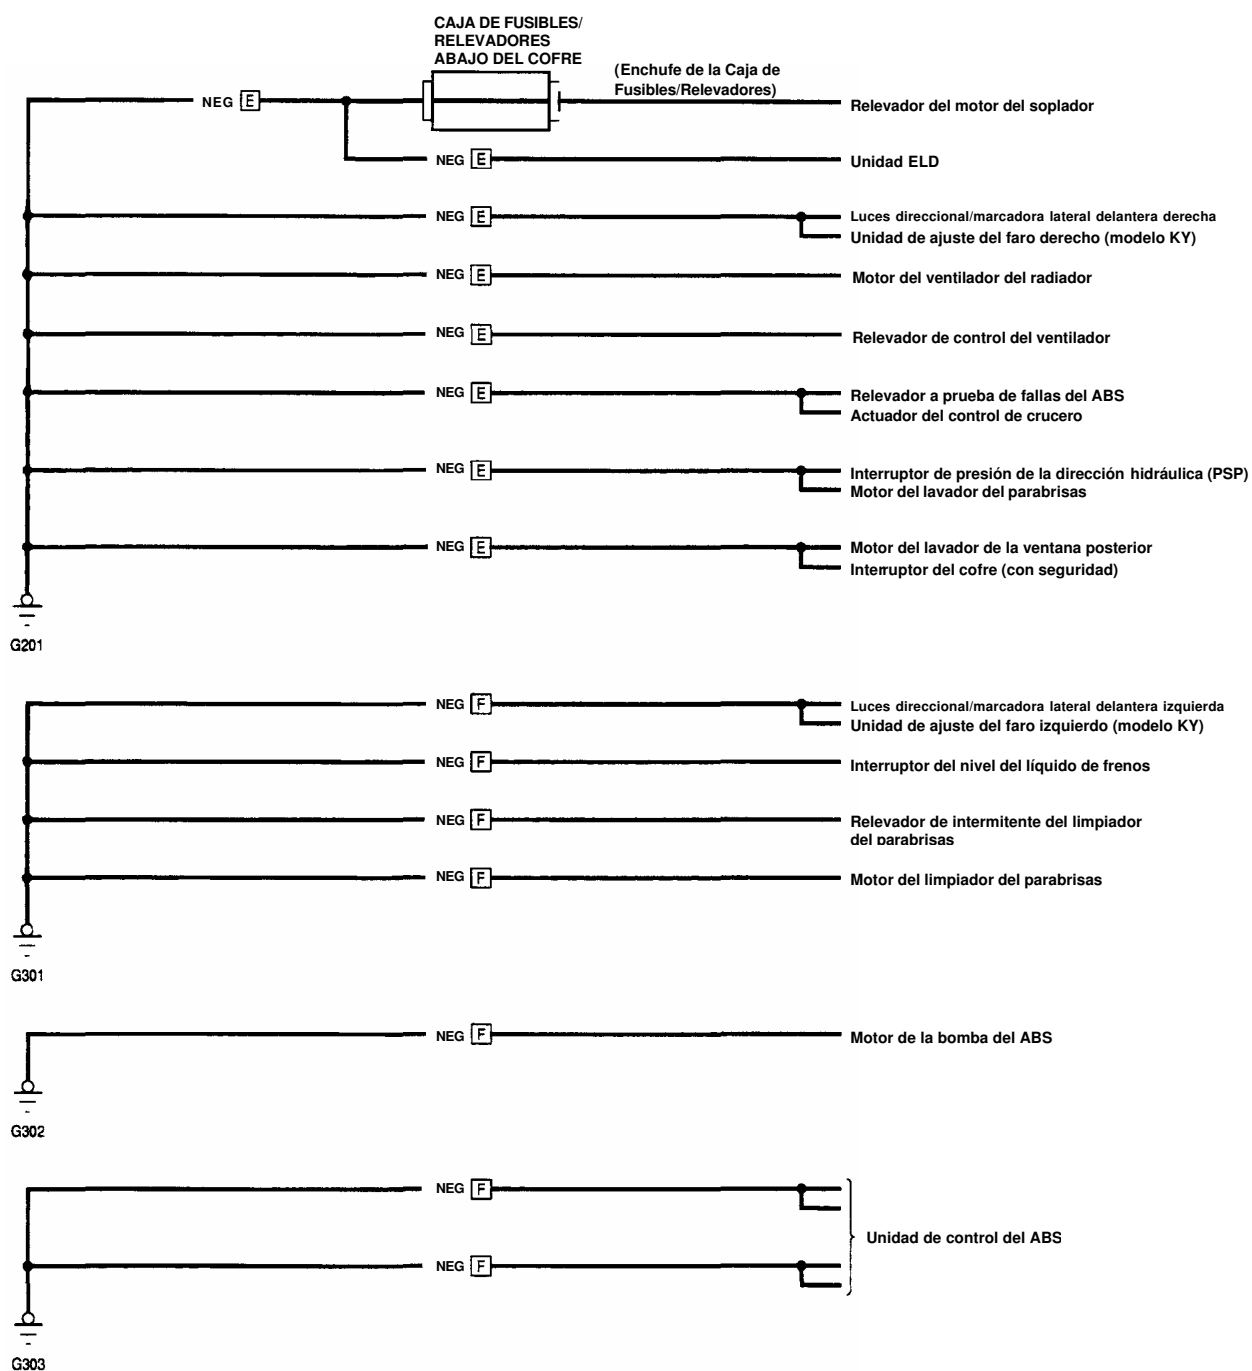 CAJA DE FUSIBLES/
RELEVADORES
ABAJO DEL COFRE
(Enchufe de la Caja de
Fusibles/Relevadores)
NEG E
Relevador del motor del soplador
NEG E
Unidad ELD
NEG E
Luces direccional/marcadora lateral delantera derecha
Unidad de ajuste del faro derecho (modelo KY)
NEG E
Motor del ventilador del radiador
NEG E
Relevador de control del ventilador
NEG E
Relevador a prueba de fallas del ABS
Actuador del control de crucero
NEG E
Interruptor de presión de la dirección hidráulica (PSP)
Motor del lavador del parabrisas
NEG E
Motor del lavador de la ventana posterior
Interruptor del cofre (con seguridad)
G201
NEG F
Luces direccional/marcadora lateral delantera izquierda
Unidad de ajuste del faro izquierdo (modelo KY)
NEG F
Interruptor del nivel del líquido de frenos
NEG F
Relevador de intermitente del limpiador
del parabrisas
NEG F
Motor del limpiador del parabrisas
G301
NEG F
Motor de la bomba del ABS
G302
NEG F
Unidad de control del ABS
NEG F
G303